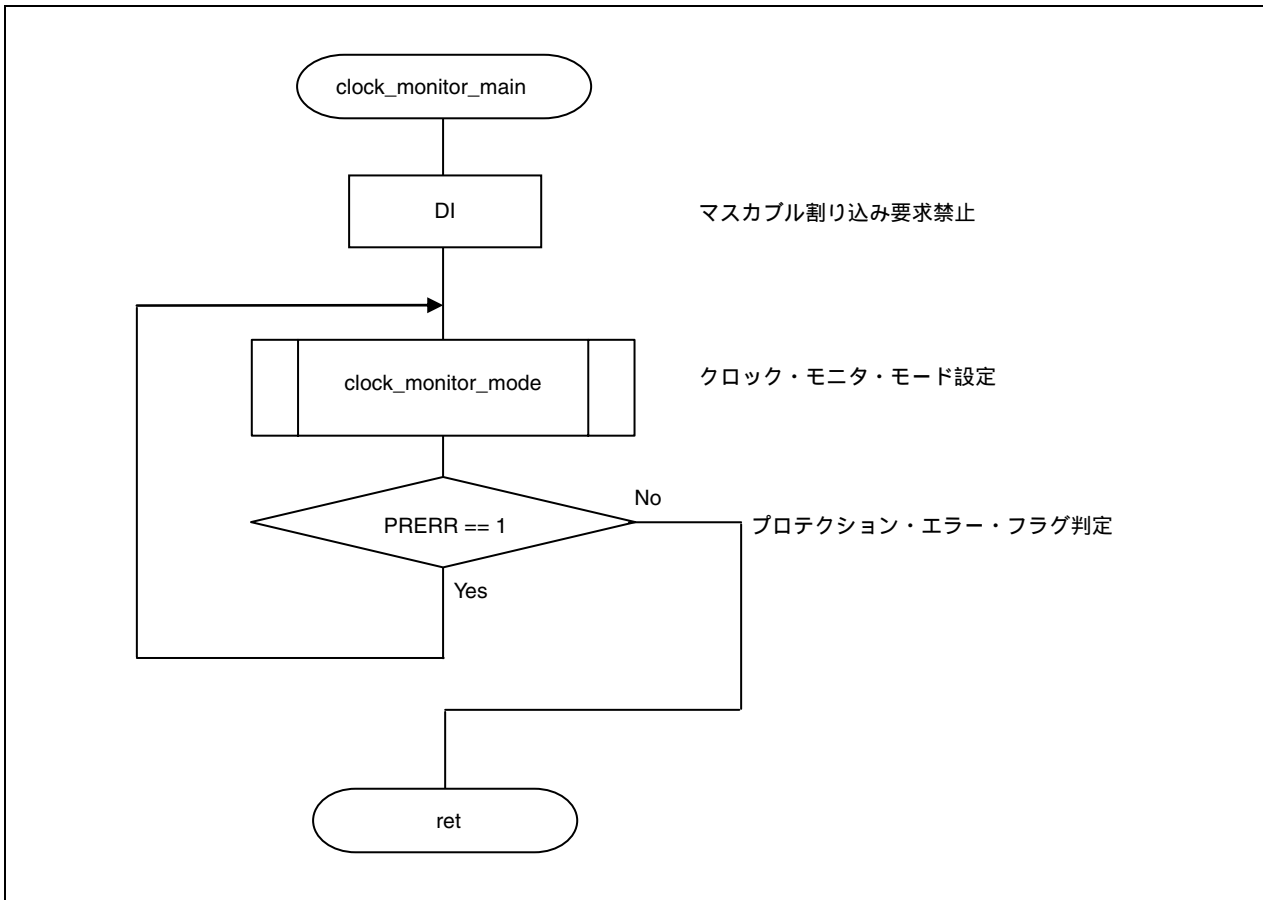 clock_monitor_main
DI
マスカブル割り込み要求禁止
clock_monitor_mode
クロック・モニタ・モード設定
No
PRERR == 1
プロテクション・エラー・フラグ判定
Yes
ret